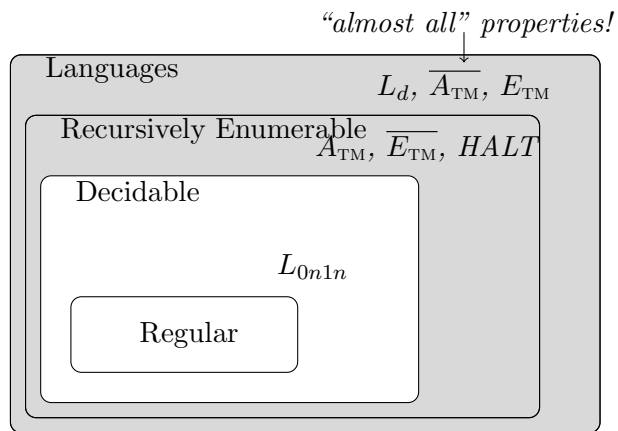 “almost all” properties!
Languages
L_d, \overline{A_{TM}}, E_{TM}
Recursively Enumerable
A_{TM}, \overline{E_{TM}}, HALT
Decidable
L_{0n1n}
Regular